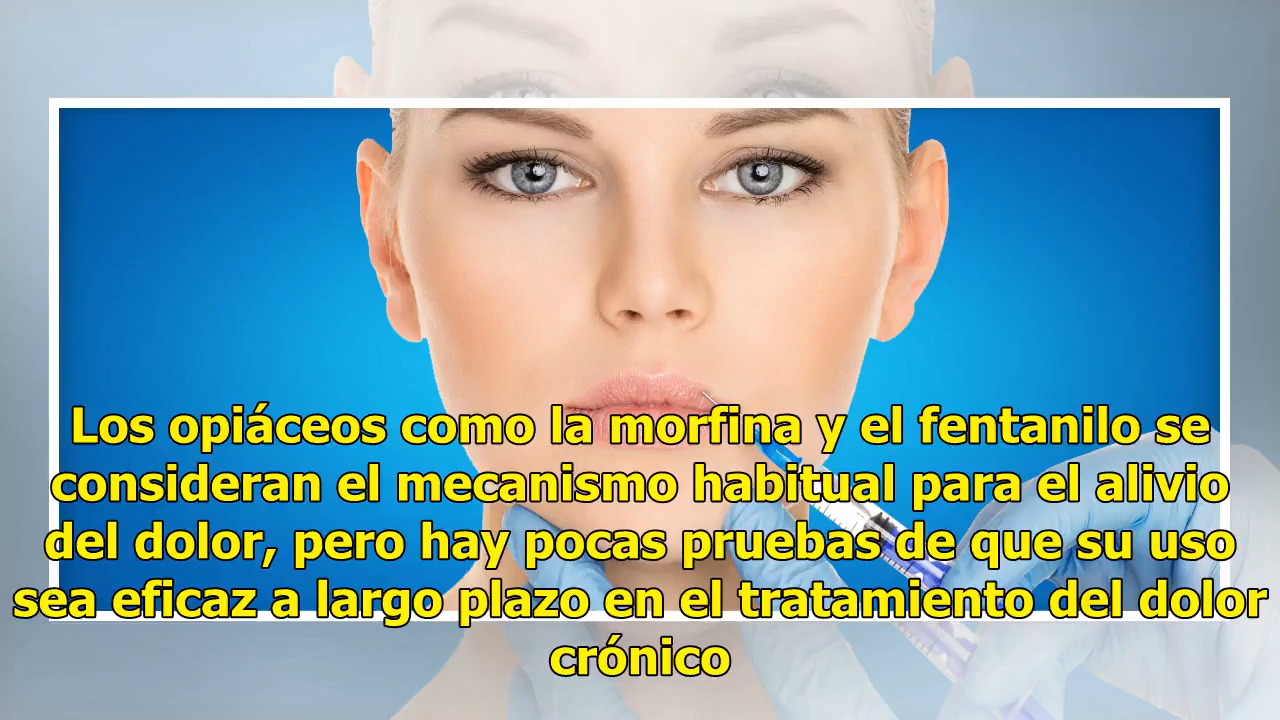 Los opiáceos como la morfina y el fentanilo se
consideran el mecanismo habitual para el alivio
del dolor, pero hay pocas pruebas de que su uso
sea eficaz a largo plazo en el tratamiento del dolor
crónico